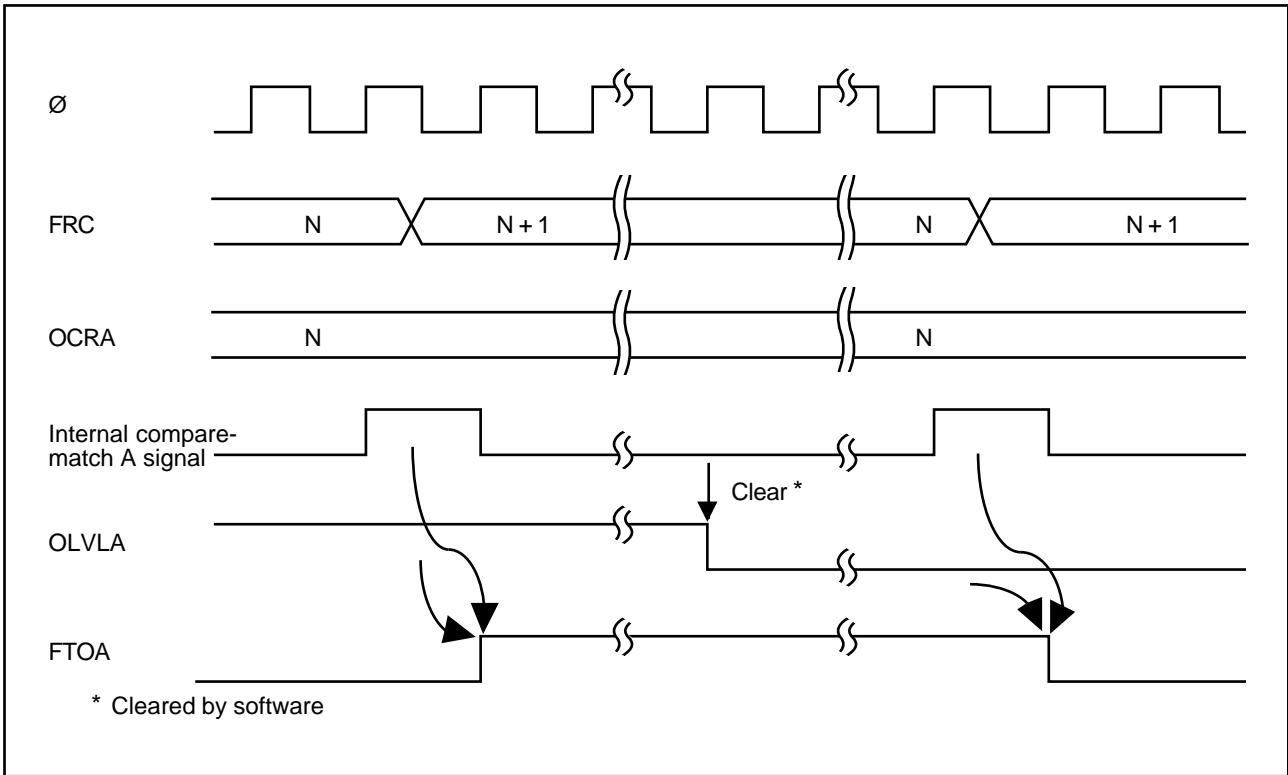 Ø
FRC N N + 1 N N + 1
OCRA N N
Internal compare-
match A signal
Clear *
OLVLA
FTOA
* Cleared by software